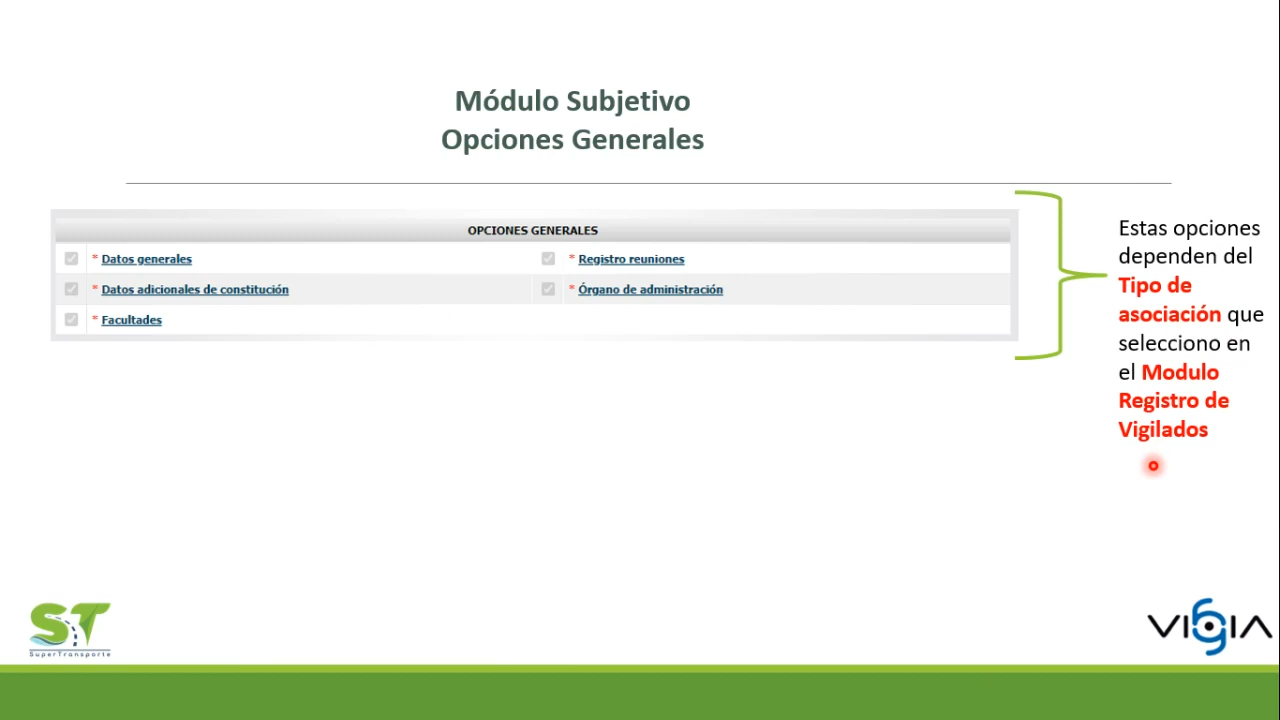 Módulo Subjetivo
Opciones Generales
OPCIONES GENERALES
* Datos generales
* Registro reuniones
* Datos adicionales de constitución
* Órgano de administración
* Facultades
Estas opciones
dependen del
Tipo de
asociación que
selecciono en
el Modulo
Registro de
Vigilados
ST
SuperTransporte
VIGIA